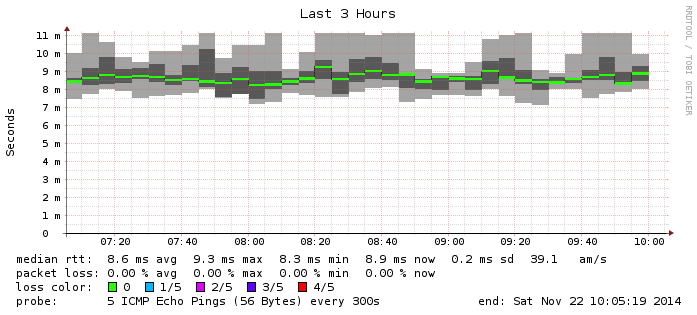 Last 3 Hours
RRDTOOL / TOBI OETIKER
Seconds
11 m
10 m
9 m
8 m
7 m
6 m
5 m
4 m
3 m
2 m
1 m
0
07:20 07:40 08:00 08:20 08:40 09:00 09:20 09:40 10:00
median rtt: 8.6 ms avg 9.3 ms max 8.3 ms min 8.9 ms now 0.2 ms sd 39.1 am/s
packet loss: 0.00 % avg 0.00 % max 0.00 % min 0.00 % now
loss color: 0 1/5 2/5 3/5 4/5
probe: 5 ICMP Echo Pings (56 Bytes) every 300s end: Sat Nov 22 10:05:19 2014